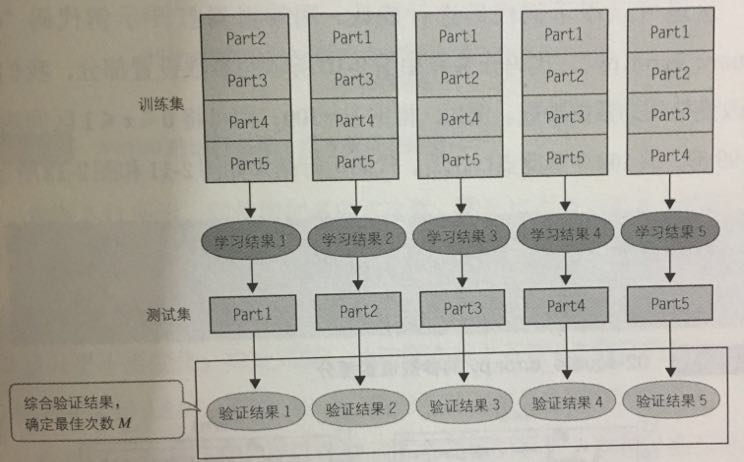 Part2 Part1 Part1 Part1 Part1
Part3 Part3 Part2 Part2 Part2
训练集
Part4 Part4 Part4 Part3 Part3
Part5 Part5 Part5 Part5 Part4
学习结果1 学习结果2 学习结果3 学习结果4 学习结果5
测试集 Part1 Part2 Part3 Part4 Part5
综合验证结果，
确定最佳次数M
验证结果1 验证结果2 验证结果3 验证结果4 验证结果5